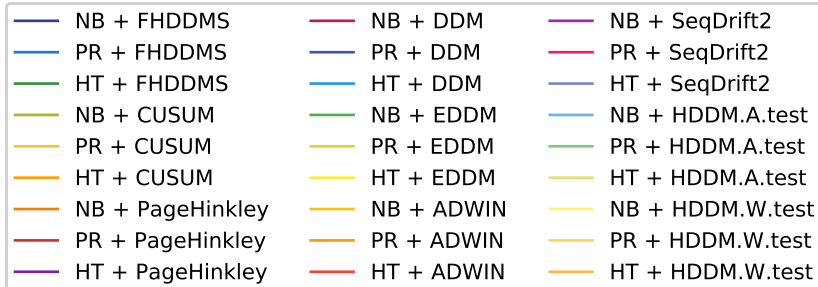 NB + FHDDMS
PR + FHDDMS
HT + FHDDMS
NB + CUSUM
PR + CUSUM
HT + CUSUM
NB + PageHinkley
PR + PageHinkley
HT + PageHinkley
NB + DDM
PR + DDM
HT + DDM
NB + EDDM
PR + EDDM
HT + EDDM
NB + ADWIN
PR + ADWIN
HT + ADWIN
NB + SeqDrift2
PR + SeqDrift2
HT + SeqDrift2
NB + HDDM.A.test
PR + HDDM.A.test
HT + HDDM.A.test
NB + HDDM.W.test
PR + HDDM.W.test
HT + HDDM.W.test